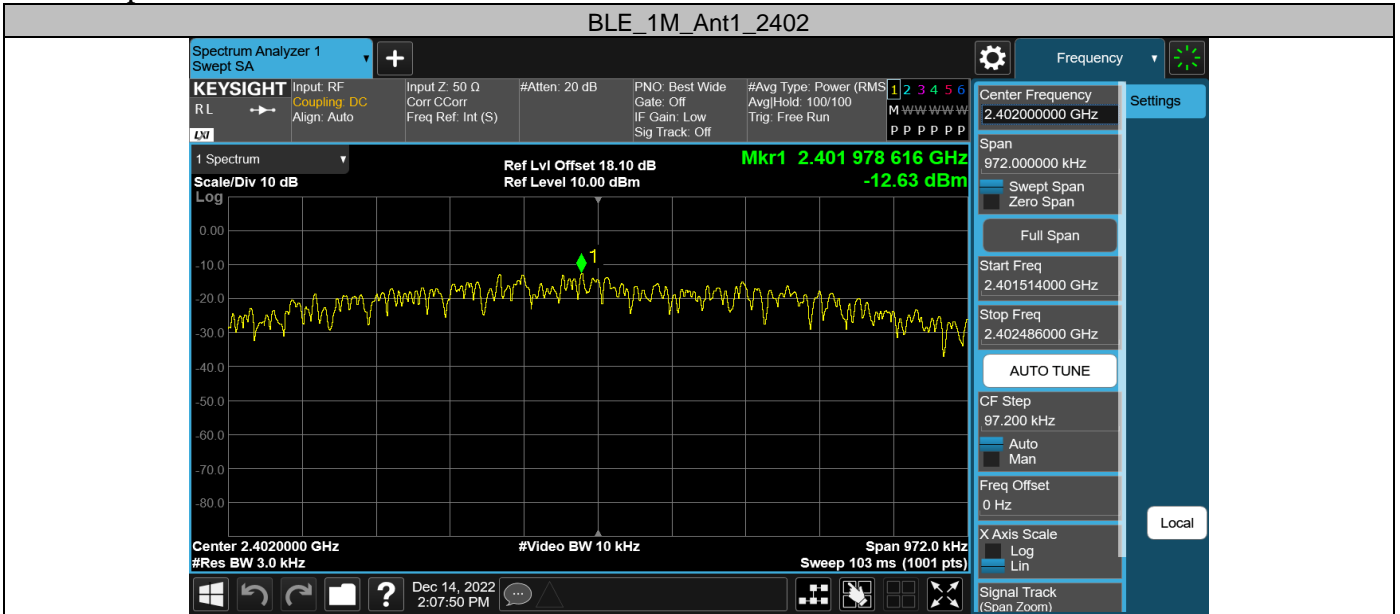 BLE_1M_Ant1_2402
Spectrum Analyzer 1
Swept SA
+
Frequency
KEYSIGHT
R L
LXI
Input: RF
Coupling: DC
Align: Auto
Input Z: 50 Ω
Corr CCorr
Freq Ref: Int (S)
#Atten: 20 dB
PNO: Best Wide
Gate: Off
IF Gain: Low
Sig Track: Off
#Avg Type: Power (RMS
Avg|Hold: 100/100
Trig: Free Run
1 2 3 4 5 6
M W W W W W
P P P P P P
1 Spectrum
Scale/Div 10 dB
Log
Ref Lvl Offset 18.10 dB
Ref Level 10.00 dBm
Mkr1 2.401 978 616 GHz
-12.63 dBm
1
0.00
-10.0
-20.0
-30.0
-40.0
-50.0
-60.0
-70.0
-80.0
Center 2.4020000 GHz
#Res BW 3.0 kHz
#Video BW 10 kHz
Span 972.0 kHz
Sweep 103 ms (1001 pts)
?
Dec 14, 2022
2:07:50 PM
Center Frequency
2.402000000 GHz
Span
972.000000 kHz
Swept Span
Zero Span
Full Span
Start Freq
2.401514000 GHz
Stop Freq
2.402486000 GHz
AUTO TUNE
CF Step
97.200 kHz
Auto
Man
Freq Offset
0 Hz
X Axis Scale
Log
Lin
Signal Track
(Span Zoom)
Settings
Local